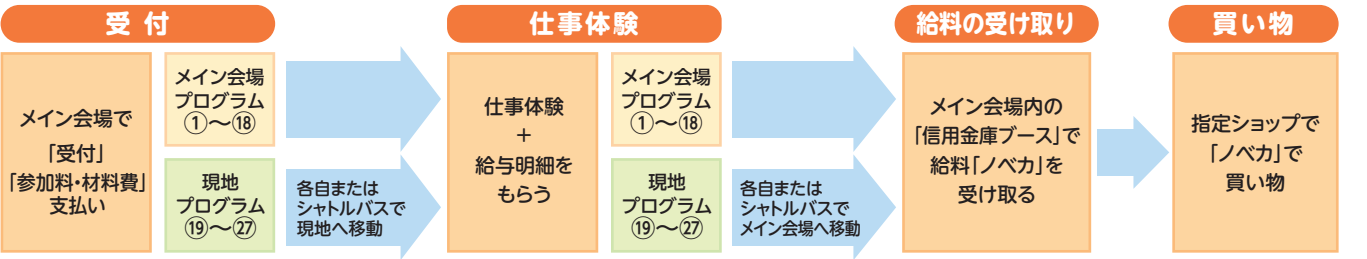 受 付
メイン会場で
「受付」
「参加料・材料費」
支払い
メイン会場
プログラム
①〜⑱
現地
プログラム
⑲〜㉗
各自または
シャトルバスで
現地へ移動
仕事体験
仕事体験
+
給与明細を
もらう
メイン会場
プログラム
①〜⑱
現地
プログラム
⑲〜㉗
各自または
シャトルバスで
メイン会場へ移動
給料の受け取り
メイン会場内の
「信用金庫ブース」で
給料「ノベカ」を
受け取る
買い物
指定ショップで
「ノベカ」で
買い物